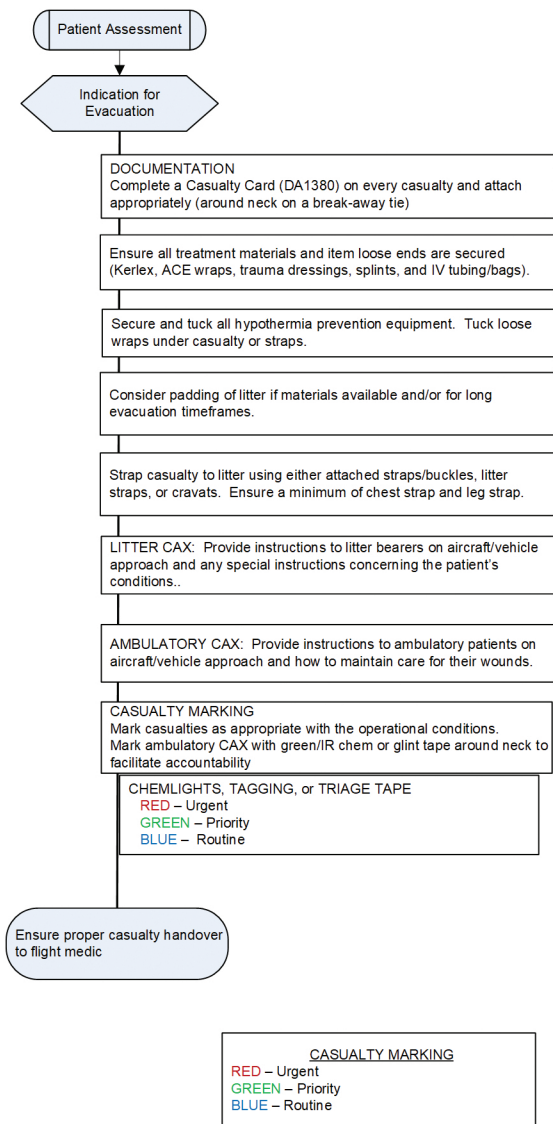 Patient Assessment
Indication for
Evacuation
DOCUMENTATION
Complete a Casualty Card (DA1380) on every casualty and attach
appropriately (around neck on a break-away tie)
Ensure all treatment materials and item loose ends are secured
(Kerlex, ACE wraps, trauma dressings, splints, and IV tubing/bags).
Secure and tuck all hypothermia prevention equipment.  Tuck loose
wraps under casualty or straps.
Consider padding of litter if materials available and/or for long
evacuation timeframes.
Strap casualty to litter using either attached straps/buckles, litter
straps, or cravats.  Ensure a minimum of chest strap and leg strap.
LITTER CAX:  Provide instructions to litter bearers on aircraft/vehicle
approach and any special instructions concerning the patient's
conditions..
AMBULATORY CAX:  Provide instructions to ambulatory patients on
aircraft/vehicle approach and how to maintain care for their wounds.
CASUALTY MARKING
Mark casualties as appropriate with the operational conditions.
Mark ambulatory CAX with green/IR chem or glint tape around neck to
facilitate accountability
CHEMLIGHTS, TAGGING, or TRIAGE TAPE
RED – Urgent
GREEN – Priority
BLUE –  Routine
Ensure proper casualty handover
to flight medic
CASUALTY MARKING
RED – Urgent
GREEN – Priority
BLUE – Routine